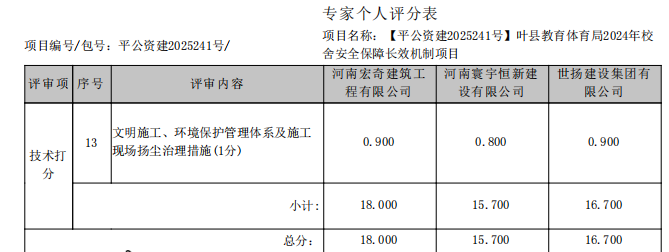 专家个人评分表
项目编号/包号：平公资建2025241号/
项目名称：【平公资建2025241号】叶县教育体育局2024年校
舍安全保障长效机制项目
评审项 序号 评审内容 河南宏奇建筑工程有限公司 河南寰宇恒新建设有限公司 世扬建设集团有限公司
技术打分 13 文明施工、环境保护管理体系及施工现场扬尘治理措施(1分) 0.900 0.800 0.900
小计: 18.000 15.700 16.700
总分: 18.000 15.700 16.700